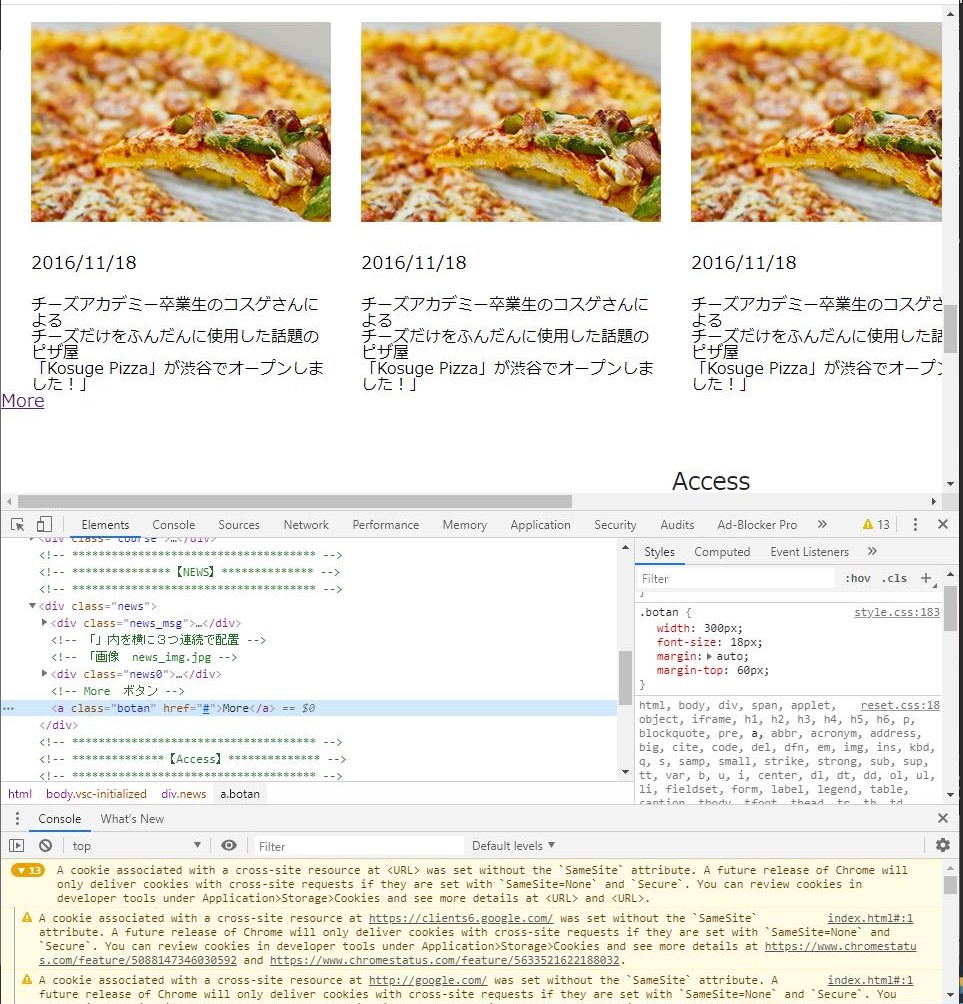 2016/11/18
チーズアカデミー卒業生のコスゲさんに
よる
チーズだけをふんだんに使用した話題の
ピザ屋
「Kosuge Pizza」が渋谷でオープンしま
した！」
2016/11/18
チーズアカデミー卒業生のコスゲさんに
よる
チーズだけをふんだんに使用した話題の
ピザ屋
「Kosuge Pizza」が渋谷でオープンしま
した！」
2016/11/18
チーズアカデミー卒業生のコスゲ
よる
チーズだけをふんだんに使用した話
ピザ屋
「Kosuge Pizza」が渋谷でオープ
した！」
More
Access
Elements Console Sources Network Performance Memory Application Security Audits Ad-Blocker Pro » 13
<div class="course">…</div>
<!-- *********************************** -->
<!-- **************【NEWS】************* -->
<!-- *********************************** -->
<div class="news">
<div class="news_msg">…</div>
<!-- 「」内を横に３つ連続で配置 -->
<!-- 「画像　news_img.jpg -->
<div class="news0">…</div>
<!-- More　ボタン -->
<a class="botan" href="#">More</a> == $0
</div>
<!-- *********************************** -->
<!-- *************【Access】************* -->
<!-- *********************************** -->
html body.vsc-initialized div.news a.botan
Styles Computed Event Listeners »
Filter :hov .cls +
}
.botan { style.css:183
width: 300px;
font-size: 18px;
margin: auto;
margin-top: 60px;
}
html, body, div, span, applet, reset.css:18
object, iframe, h1, h2, h3, h4, h5, h6, p,
blockquote, pre, a, abbr, acronym, address,
big, cite, code, del, dfn, em, img, ins, kbd,
q, s, samp, small, strike, strong, sub, sup,
tt, var, b, u, i, center, dl, dt, dd, ol, ul,
li, fieldset, form, label, legend, table,
caption, tbody, tfoot, thead, tr, th, td,
Console What's New
top Filter Default levels
13 A cookie associated with a cross-site resource at <URL> was set without the `SameSite` attribute. A future release of Chrome will
only deliver cookies with cross-site requests if they are set with `SameSite=None` and `Secure`. You can review cookies in
developer tools under Application>Storage>Cookies and see more details at <URL> and <URL>.
A cookie associated with a cross-site resource at https://clients6.google.com/ was set without the `SameSite` index.html#:1
attribute. A future release of Chrome will only deliver cookies with cross-site requests if they are set with `SameSite=None` and
`Secure`. You can review cookies in developer tools under Application>Storage>Cookies and see more details at https://www.chromestatu
s.com/feature/5088147346030592 and https://www.chromestatus.com/feature/5633521622188032.
A cookie associated with a cross-site resource at http://google.com/ was set without the `SameSite` attribute. A index.html#:1
future release of Chrome will only deliver cookies with cross-site requests if they are set with `SameSite=None` and `Secure`. You